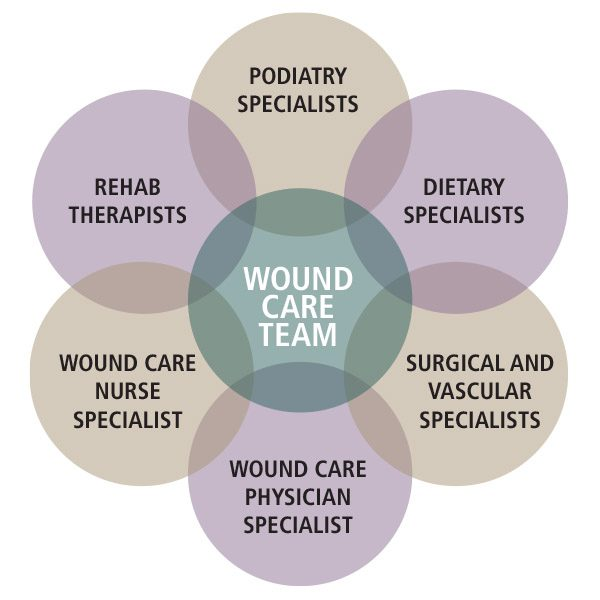 PODIATRY
SPECIALISTS
REHAB
THERAPISTS
DIETARY
SPECIALISTS
WOUND
CARE
TEAM
WOUND CARE
NURSE
SPECIALIST
SURGICAL AND
VASCULAR
SPECIALISTS
WOUND CARE
PHYSICIAN
SPECIALIST